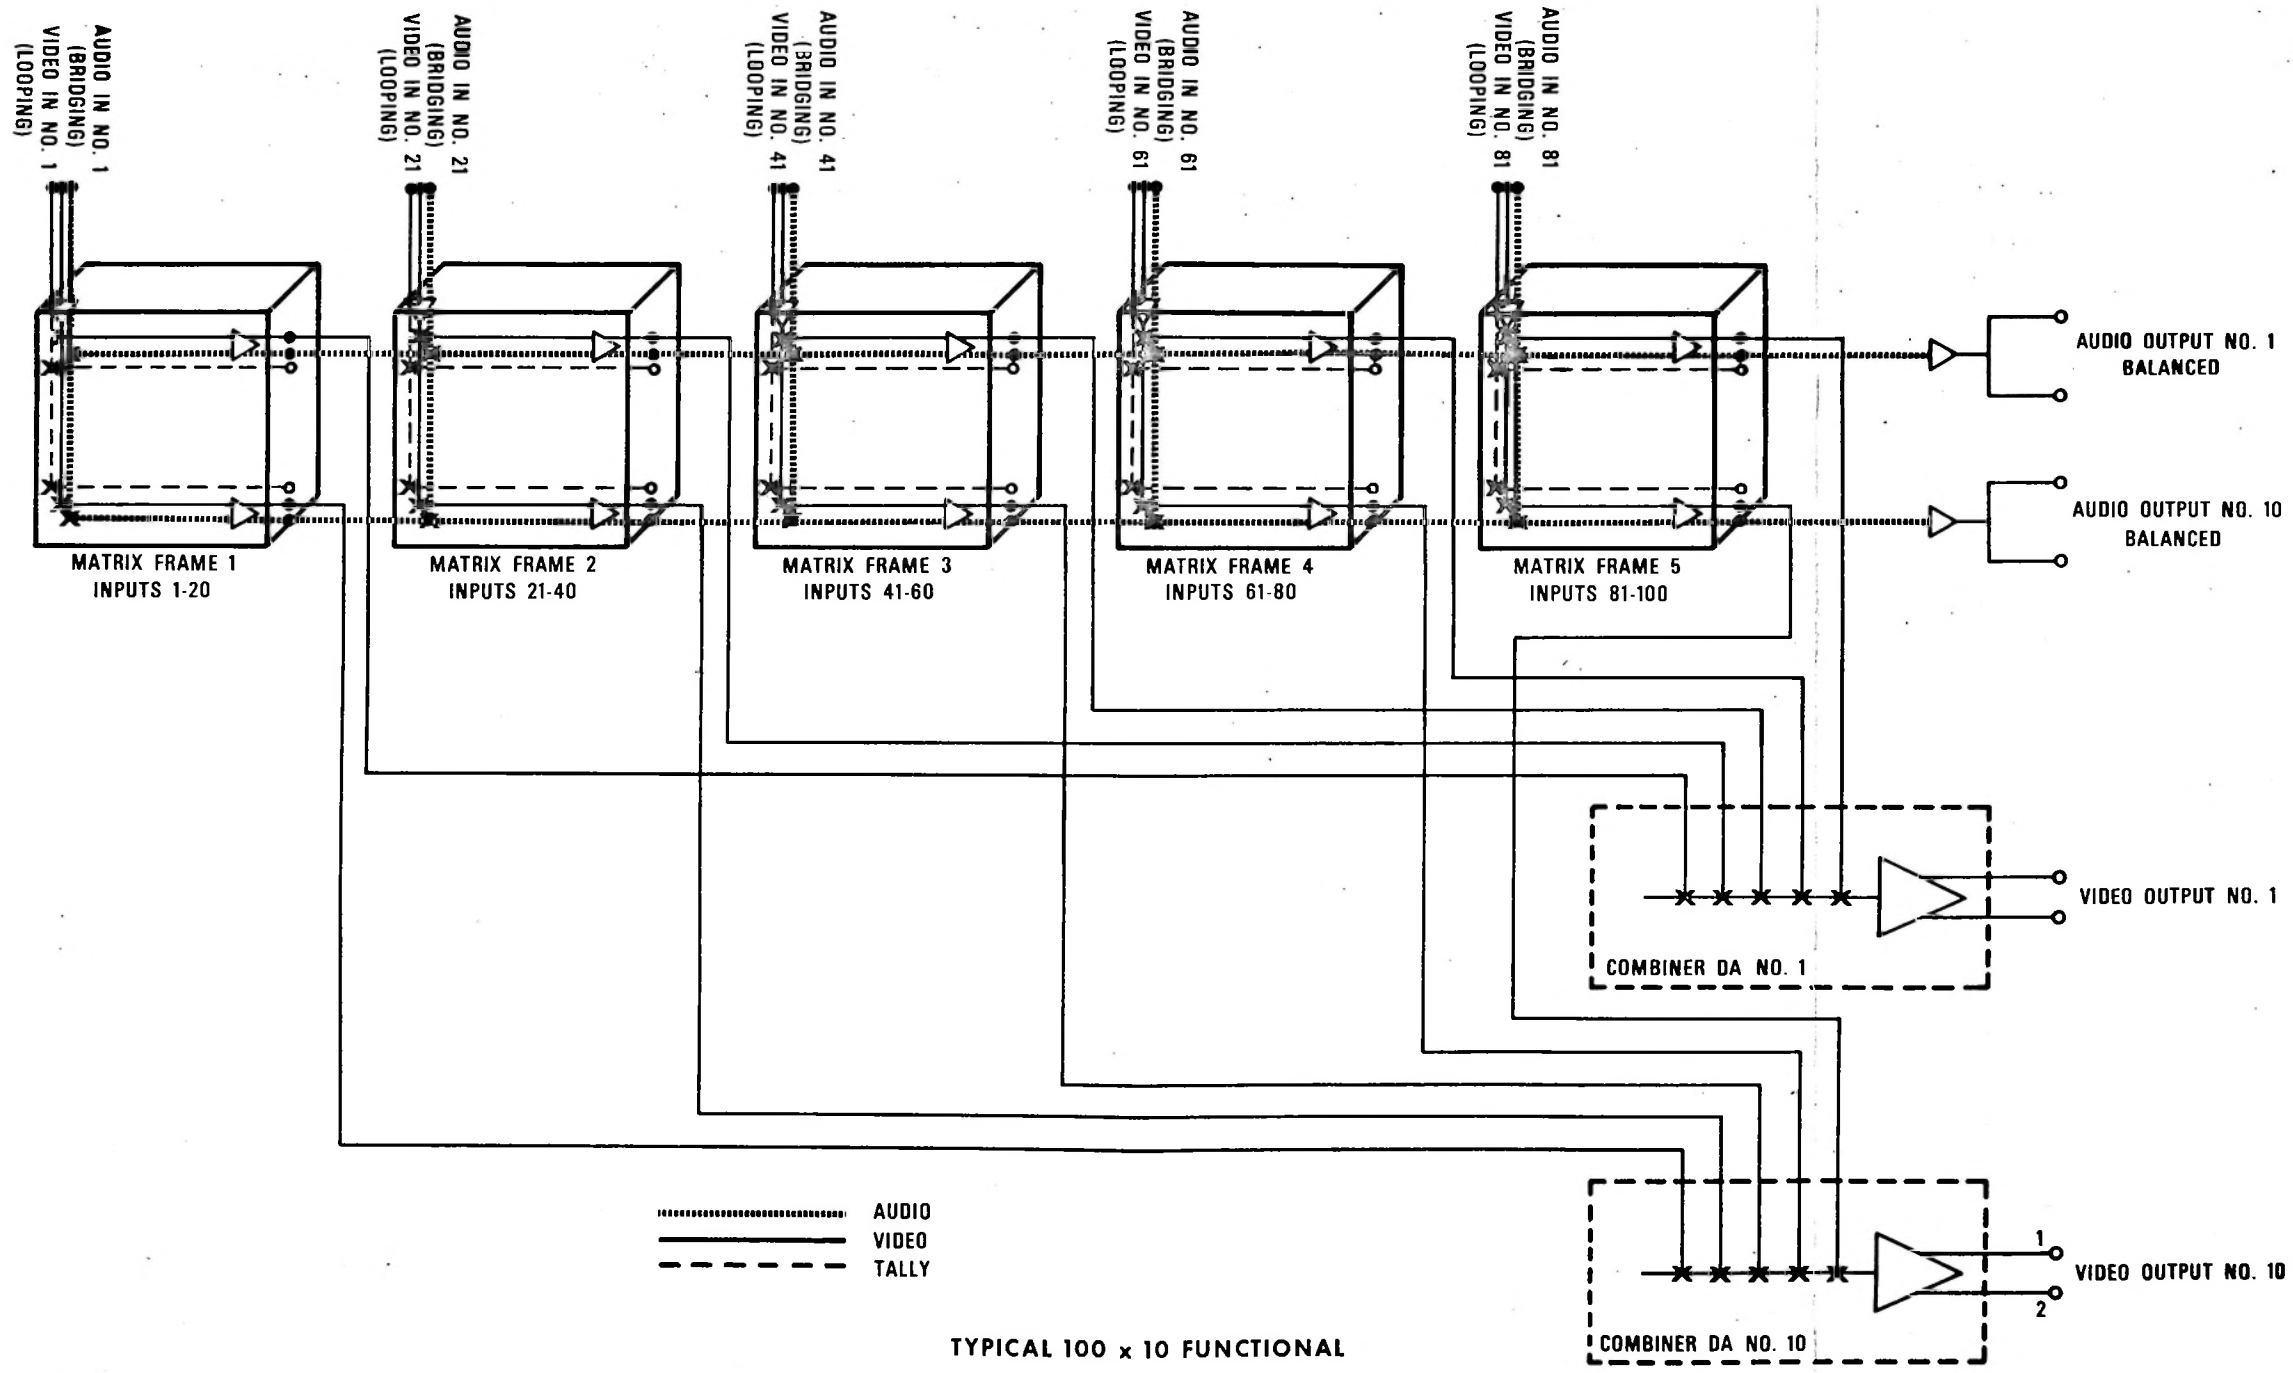 AUDIO IN NO. 1
(BRIDGING)
VIDEO IN NO. 1
(LOOPING)
AUDIO IN NO. 21
(BRIDGING)
VIDEO IN NO. 21
(LOOPING)
AUDIO IN NO. 41
(BRIDGING)
VIDEO IN NO. 41
(LOOPING)
AUDIO IN NO. 61
(BRIDGING)
VIDEO IN NO. 61
(LOOPING)
AUDIO IN NO. 81
(BRIDGING)
VIDEO IN NO. 81
(LOOPING)
AUDIO OUTPUT NO. 1
BALANCED
AUDIO OUTPUT NO. 10
BALANCED
MATRIX FRAME 1
INPUTS 1-20
MATRIX FRAME 2
INPUTS 21-40
MATRIX FRAME 3
INPUTS 41-60
MATRIX FRAME 4
INPUTS 61-80
MATRIX FRAME 5
INPUTS 81-100
VIDEO OUTPUT NO. 1
COMBINER DA NO. 1
AUDIO
VIDEO
TALLY
1
VIDEO OUTPUT NO. 10
2
COMBINER DA NO. 10
TYPICAL 100 x 10 FUNCTIONAL